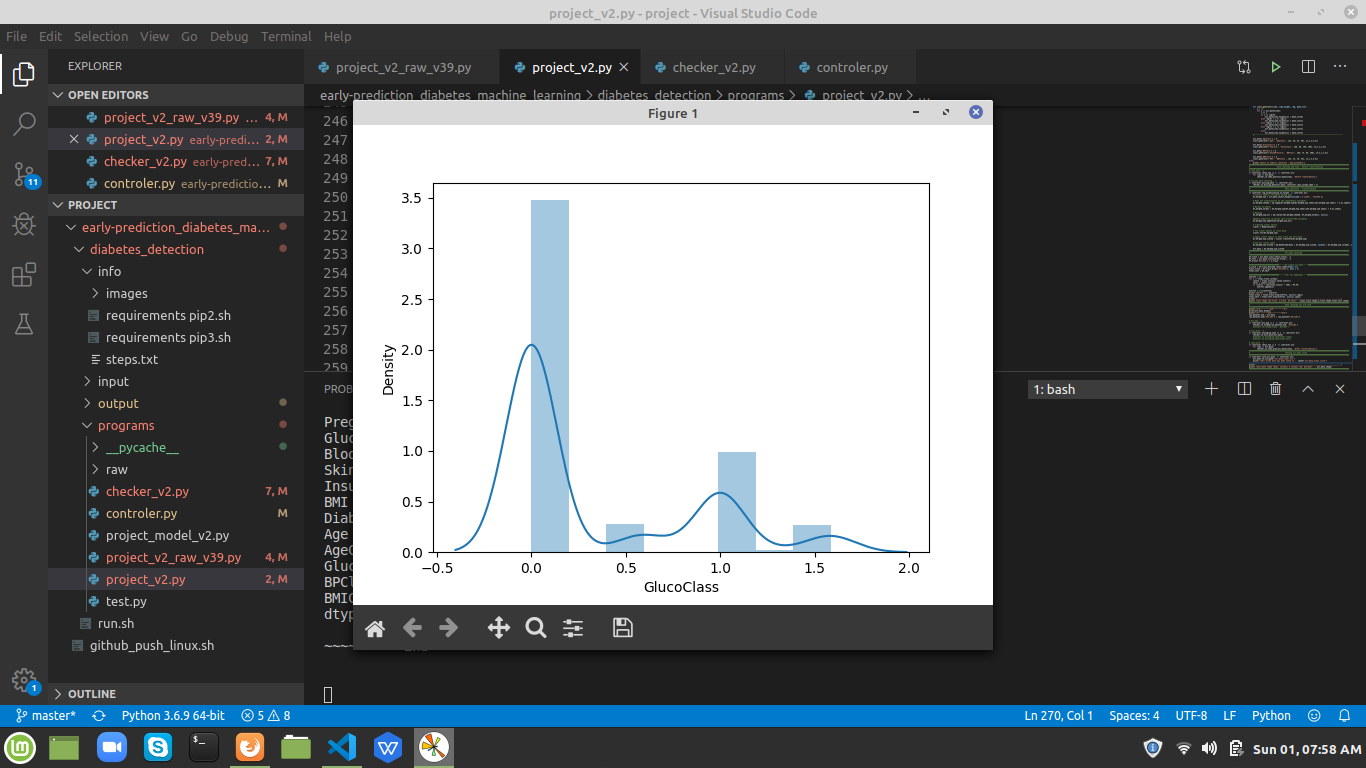 project_v2.py - project - Visual Studio Code
File Edit Selection View Go Debug Terminal Help
EXPLORER
OPEN EDITORS
project_v2_raw_v39.py ... 4, M
project_v2.py early-predi... 2, M
checker_v2.py early-pred... 7, M
controler.py early-predictio... M
PROJECT
early-prediction_diabetes_ma...
diabetes_detection
info
images
requirements pip2.sh
requirements pip3.sh
steps.txt
input
output
programs
__pycache__
raw
checker_v2.py 7, M
controler.py M
project_model_v2.py
project_v2_raw_v39.py 4, M
project_v2.py 2, M
test.py
run.sh
github_push_linux.sh
OUTLINE
11
1
project_v2_raw_v39.py project_v2.py checker_v2.py controler.py
early-prediction_diabetes_machine_learning > diabetes_detection > programs > project_v2.py > ...
246
247
248
249
250
251
252
253
254
255
256
257
258
259
Figure 1
3.5
3.0
2.5
2.0
1.5
1.0
0.5
0.0
Density
−0.5 0.0 0.5 1.0 1.5 2.0
GlucoClass
PROB
1: bash
Preg
Gluc
Bloo
Skin
Insu
BMI
Diab
Age
AgeC
Gluc
BPCl
BMIC
dtyp
~~~~
master* Python 3.6.9 64-bit 5 8 Ln 270, Col 1 Spaces: 4 UTF-8 LF Python
Sun 01, 07:58 AM